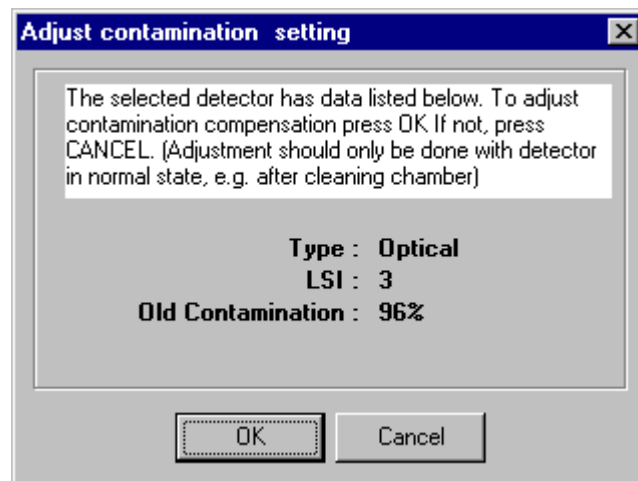 Adjust contamination setting
The selected detector has data listed below. To adjust
contamination compensation press OK If not, press
CANCEL. (Adjustment should only be done with detector
in normal state, e.g. after cleaning chamber)
Type : Optical
LSI : 3
Old Contamination : 96%
OK Cancel